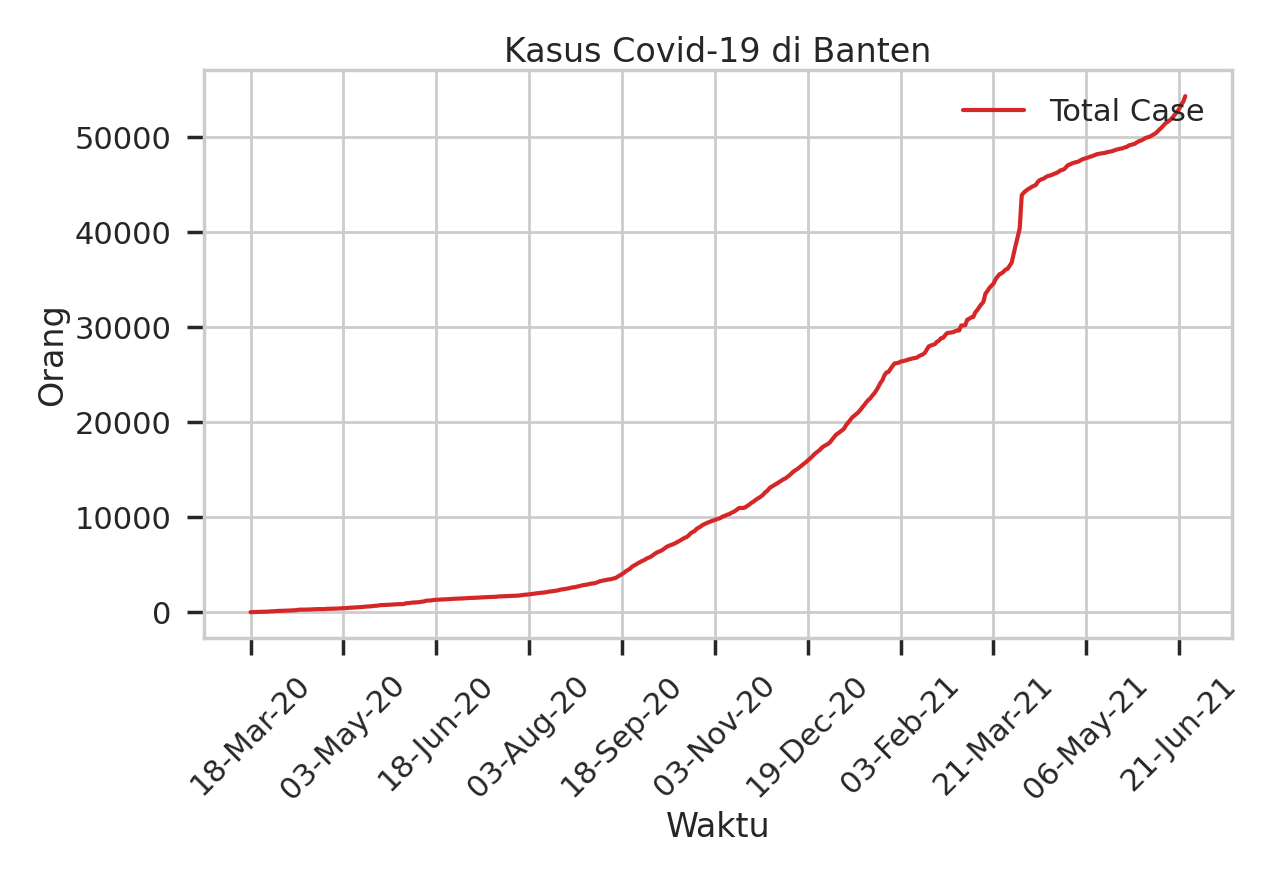 Kasus Covid-19 di Banten
Total Case
Orang
50000
40000
30000
20000
10000
0
18-Mar-20
03-May-20
18-Jun-20
03-Aug-20
18-Sep-20
03-Nov-20
19-Dec-20
03-Feb-21
21-Mar-21
06-May-21
21-Jun-21
Waktu